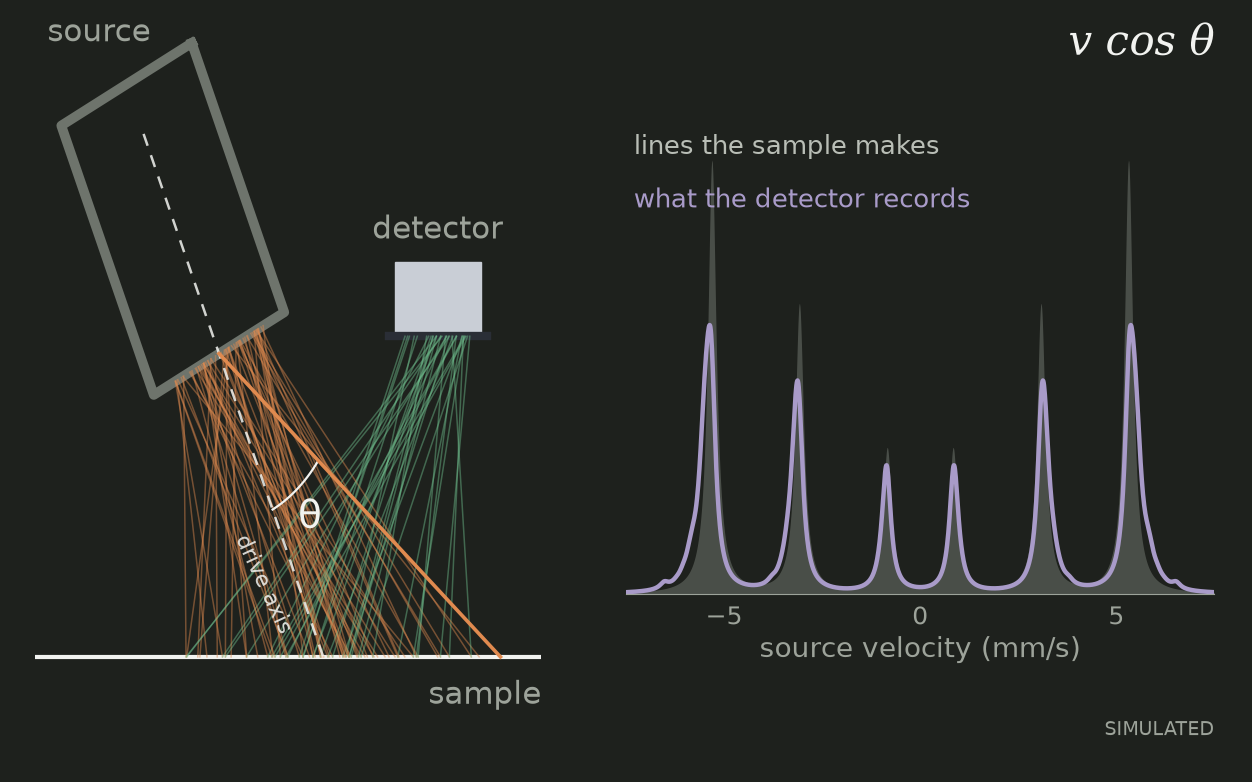 source
v cos θ
lines the sample makes
what the detector records
detector
θ
drive axis
−5 0 5
source velocity (mm/s)
sample
SIMULATED